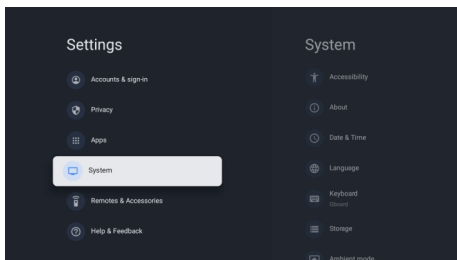 Settings
Accounts & sign-in
Privacy
Apps
System
Remotes & Accessories
Help & Feedback
System
Accessibility
About
Date & Time
Language
Keyboard
Gboard
Storage
Ambient mode